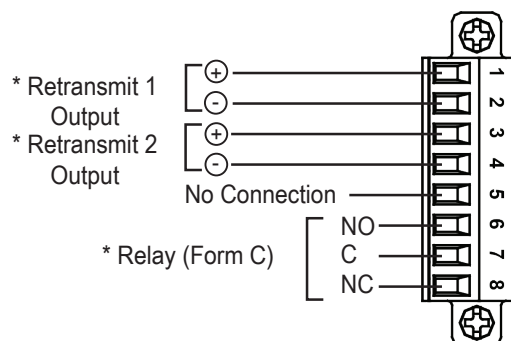 * Retransmit 1
Output
+
-
* Retransmit 2
Output
+
-
No Connection
* Relay (Form C)
NO
C
NC
1
2
3
4
5
6
7
8